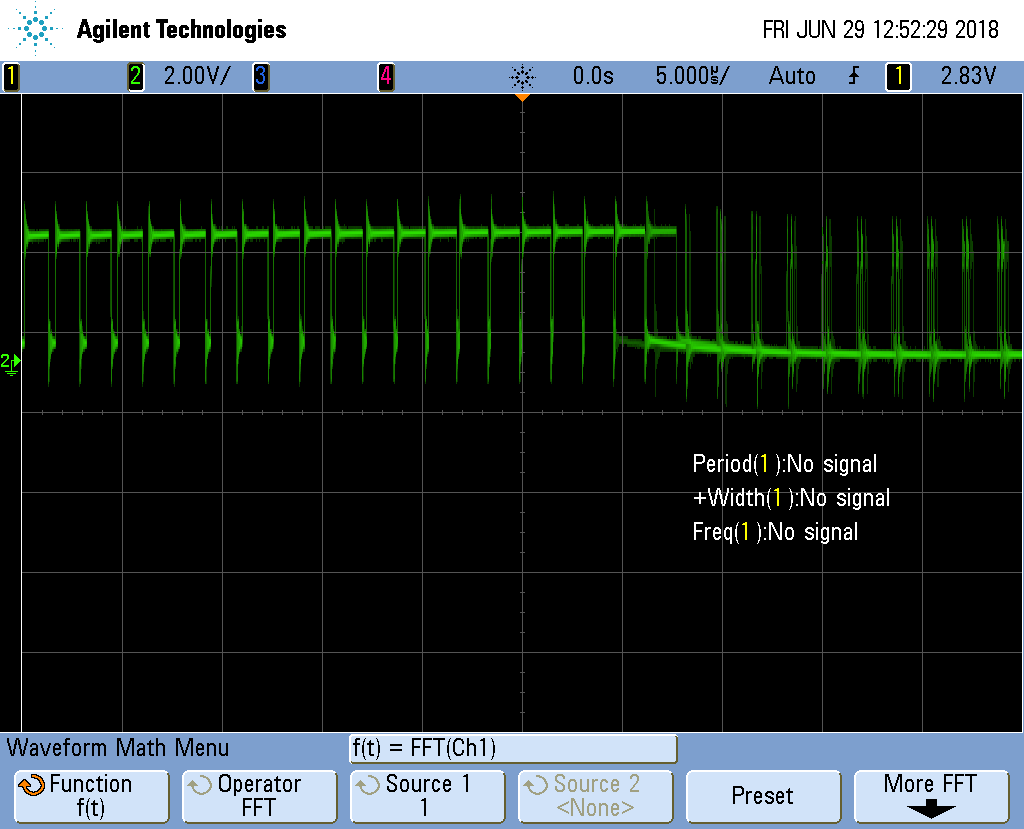 Agilent Technologies
FRI JUN 29 12:52:29 2018
1 2 2.00V/ 3 4 0.0s 5.000us/ Auto 1 2.83V
2
Period(1):No signal
+Width(1):No signal
Freq(1):No signal
Waveform Math Menu
f(t) = FFT(Ch1)
Function
f(t)
Operator
FFT
Source 1
1
Source 2
<None>
Preset
More FFT